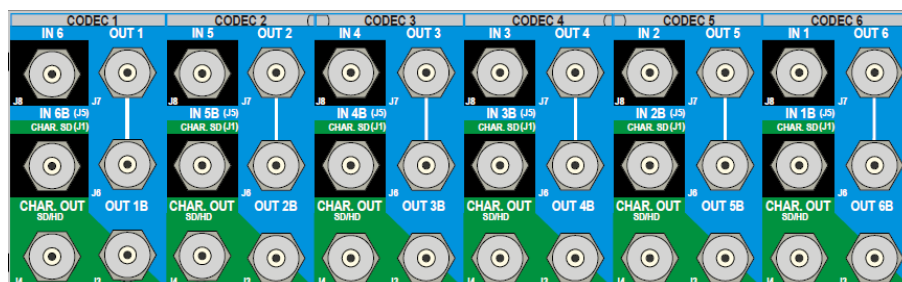 CODEC 1 CODEC 2 CODEC 3 CODEC 4 CODEC 5 CODEC 6
IN 6 OUT 1 IN 5 OUT 2 IN 4 OUT 3 IN 3 OUT 4 IN 2 OUT 5 IN 1 OUT 6
J8 J7 J8 J7 J8 J7 J8 J7 J8 J7 J8 J7
IN 6B (J5) IN 5B (J5) IN 4B (J5) IN 3B (J5) IN 2B (J5) IN 1B (J5)
CHAR. SD (J1) CHAR. SD (J1) CHAR. SD (J1) CHAR. SD (J1) CHAR. SD (J1) CHAR. SD (J1)
J6 J6 J6 J6 J6 J6
CHAR. OUT OUT 1B CHAR. OUT OUT 2B CHAR. OUT OUT 3B CHAR. OUT OUT 4B CHAR. OUT OUT 5B CHAR. OUT OUT 6B
SD/HD SD/HD SD/HD SD/HD SD/HD SD/HD